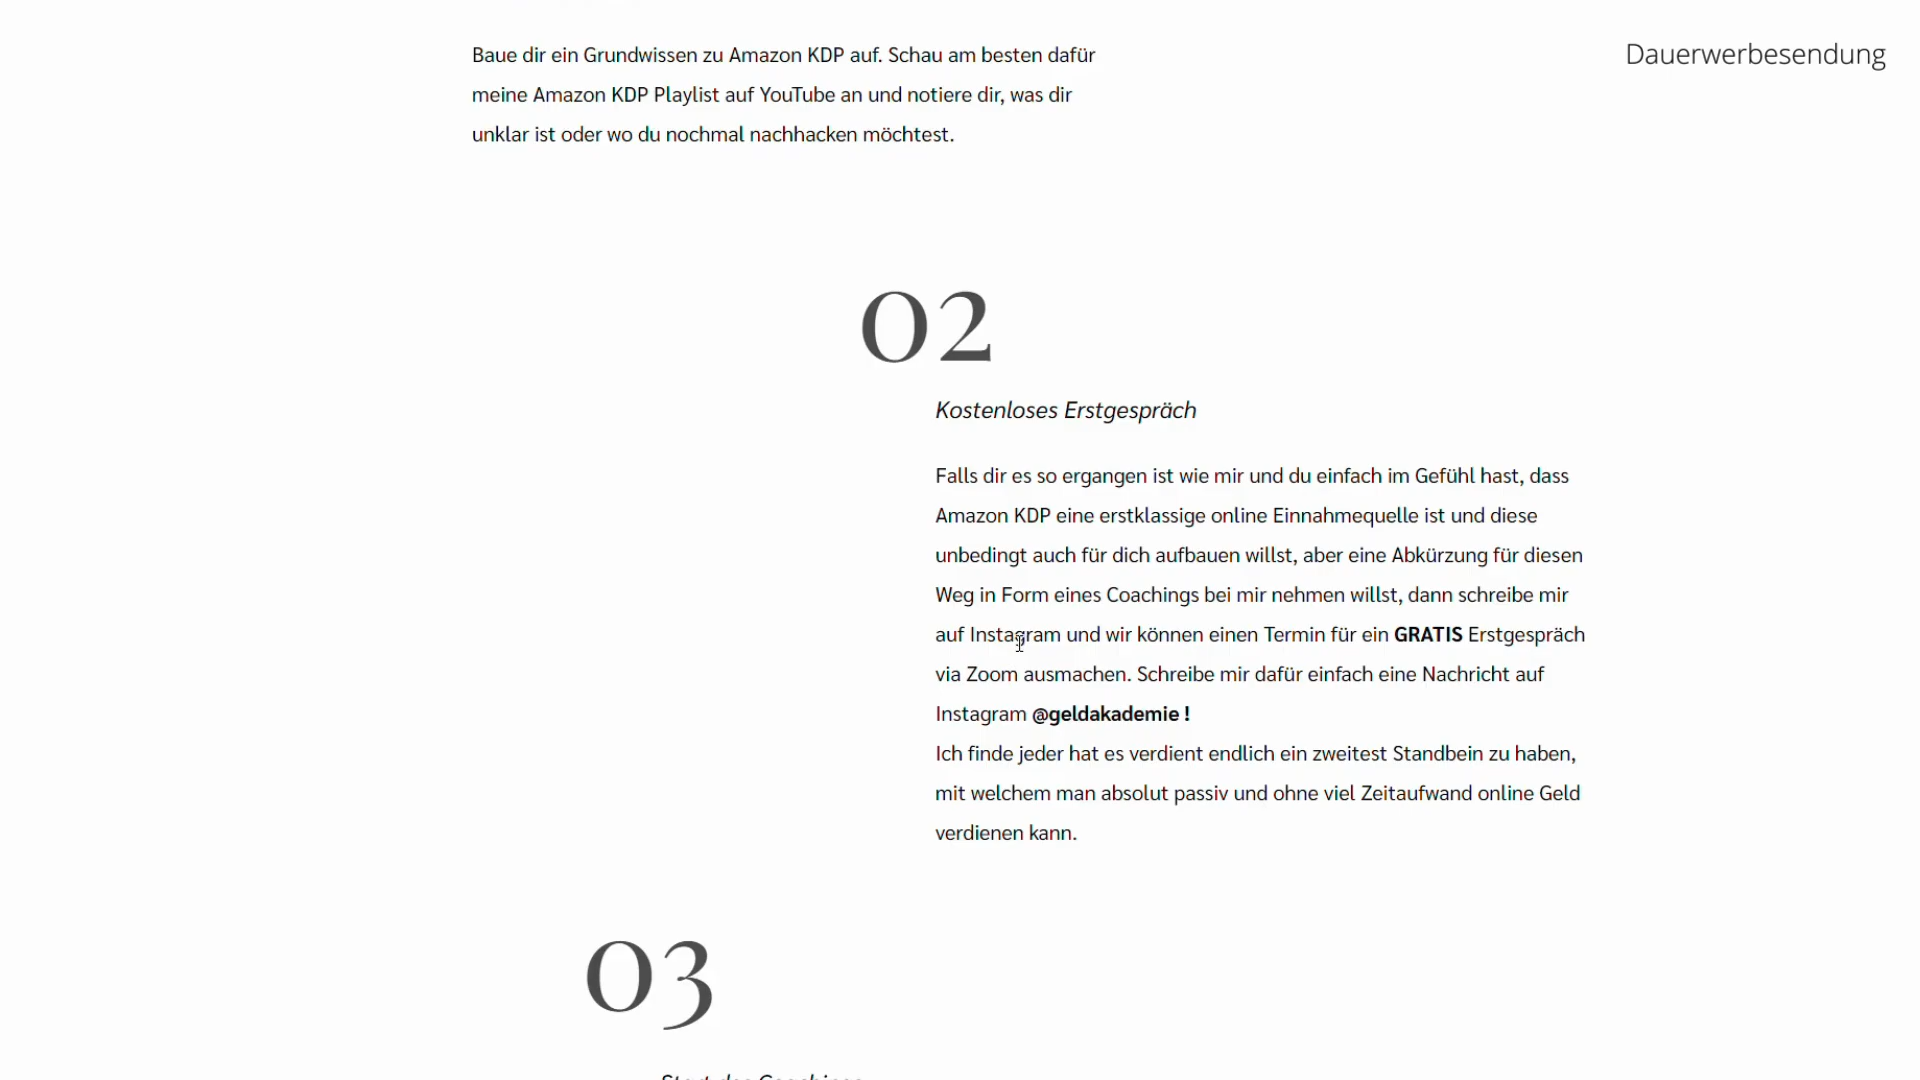 Baue dir ein Grundwissen zu Amazon KDP auf. Schau am besten dafür
meine Amazon KDP Playlist auf YouTube an und notiere dir, was dir
unklar ist oder wo du nochmal nachhacken möchtest.
Dauerwerbesendung
02
Kostenloses Erstgespräch
Falls dir es so ergangen ist wie mir und du einfach im Gefühl hast, dass
Amazon KDP eine erstklassige online Einnahmequelle ist und diese
unbedingt auch für dich aufbauen willst, aber eine Abkürzung für diesen
Weg in Form eines Coachings bei mir nehmen willst, dann schreibe mir
auf Instagram und wir können einen Termin für ein GRATIS Erstgespräch
via Zoom ausmachen. Schreibe mir dafür einfach eine Nachricht auf
Instagram @geldakademie !
Ich finde jeder hat es verdient endlich ein zweitest Standbein zu haben,
mit welchem man absolut passiv und ohne viel Zeitaufwand online Geld
verdienen kann.
03
Start des Coachings